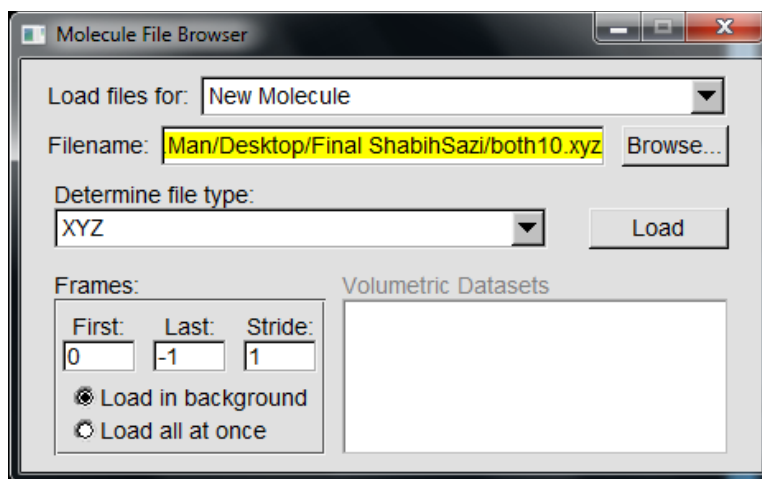 Molecule File Browser
Load files for: New Molecule
Filename: .Man/Desktop/Final ShabihSazi/both10.xyz Browse...
Determine file type:
XYZ Load
Frames: Volumetric Datasets
First: Last: Stride:
0 -1 1
Load in background
Load all at once